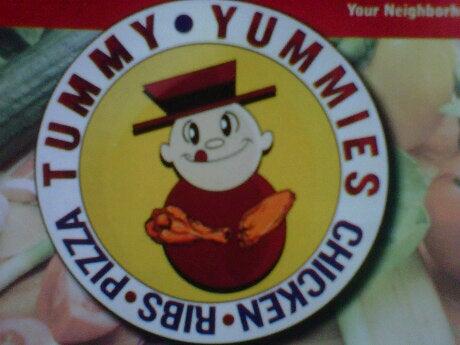 Your Neighborh
TUMMY • YUMMIES
CHICKEN • RIBS • PIZZA